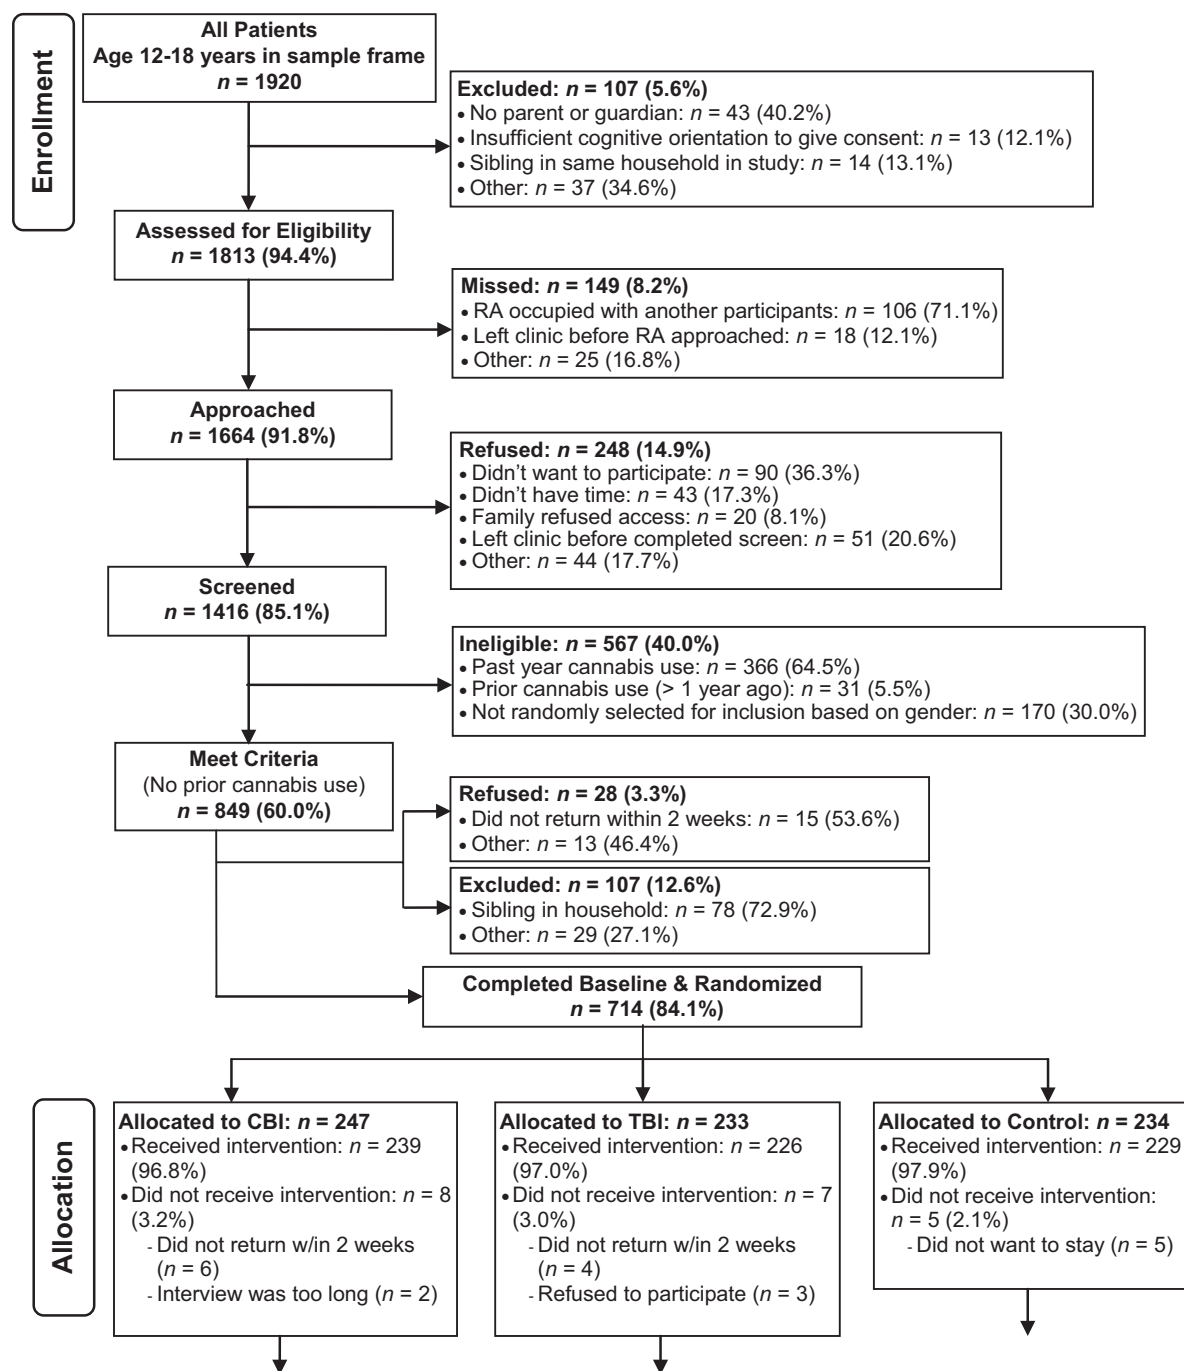 Enrollment
All Patients
Age 12-18 years in sample frame
n = 1920
Excluded: n = 107 (5.6%)
• No parent or guardian: n = 43 (40.2%)
• Insufficient cognitive orientation to give consent: n = 13 (12.1%)
• Sibling in same household in study: n = 14 (13.1%)
• Other: n = 37 (34.6%)
Assessed for Eligibility
n = 1813 (94.4%)
Missed: n = 149 (8.2%)
• RA occupied with another participants: n = 106 (71.1%)
• Left clinic before RA approached: n = 18 (12.1%)
• Other: n = 25 (16.8%)
Approached
n = 1664 (91.8%)
Refused: n = 248 (14.9%)
• Didn't want to participate: n = 90 (36.3%)
• Didn't have time: n = 43 (17.3%)
• Family refused access: n = 20 (8.1%)
• Left clinic before completed screen: n = 51 (20.6%)
• Other: n = 44 (17.7%)
Screened
n = 1416 (85.1%)
Ineligible: n = 567 (40.0%)
• Past year cannabis use: n = 366 (64.5%)
• Prior cannabis use (> 1 year ago): n = 31 (5.5%)
• Not randomly selected for inclusion based on gender: n = 170 (30.0%)
Meet Criteria
(No prior cannabis use)
n = 849 (60.0%)
Refused: n = 28 (3.3%)
• Did not return within 2 weeks: n = 15 (53.6%)
• Other: n = 13 (46.4%)
Excluded: n = 107 (12.6%)
• Sibling in household: n = 78 (72.9%)
• Other: n = 29 (27.1%)
Completed Baseline & Randomized
n = 714 (84.1%)
Allocation
Allocated to CBI: n = 247
• Received intervention: n = 239
(96.8%)
• Did not receive intervention: n = 8
(3.2%)
- Did not return w/in 2 weeks
(n = 6)
- Interview was too long (n = 2)
Allocated to TBI: n = 233
• Received intervention: n = 226
(97.0%)
• Did not receive intervention: n = 7
(3.0%)
- Did not return w/in 2 weeks
(n = 4)
- Refused to participate (n = 3)
Allocated to Control: n = 234
• Received intervention: n = 229
(97.9%)
• Did not receive intervention:
n = 5 (2.1%)
- Did not want to stay (n = 5)